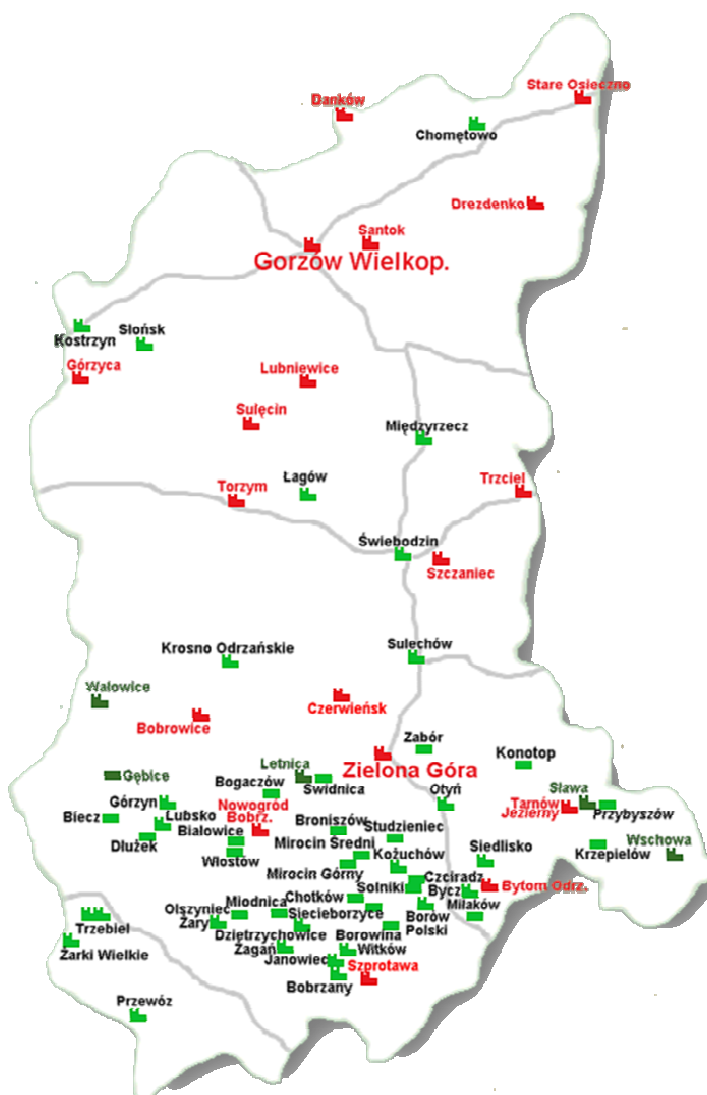 Stare Osieczno
Danków
Chomętowo
Drezdenko
Santok
Gorzów Wielkop.
Kostrzyn
Słońsk
Górzyca
Lubniewice
Sulęcin
Międzyrzecz
Łagów
Torzym
Trzciel
Świebodzin
Szczaniec
Sulechów
Krosno Odrzańskie
Wałowice
Bobrowice
Czerwieńsk
Zabór
Konotop
Zielona Góra
Letnica
Świdnica
Gębice
Bogaczów
Otyń
Sława
Tarnów
Jezierny
Przybyszów
Górzyn
Nowogród
Bobrz.
Biecz
Lubsko
Białowice
Broniszów
Studzieniec
Dłużek
Mirocin Średni
Włostów
Kożuchów
Siedlisko
Krzepielów
Wschowa
Mirocin Górny
Czciradz
Solniki
Bycz
Bytom Odrz.
Chotków
Miodnica
Olszyniec
Siecieborzyce
Borów
Polski
Miłaków
Żary
Trzebiel
Dziętrzychowice
Borowina
Żagań
Witków
Żarki Wielkie
Janowiec
Szprotawa
Bobrzany
Przewóz